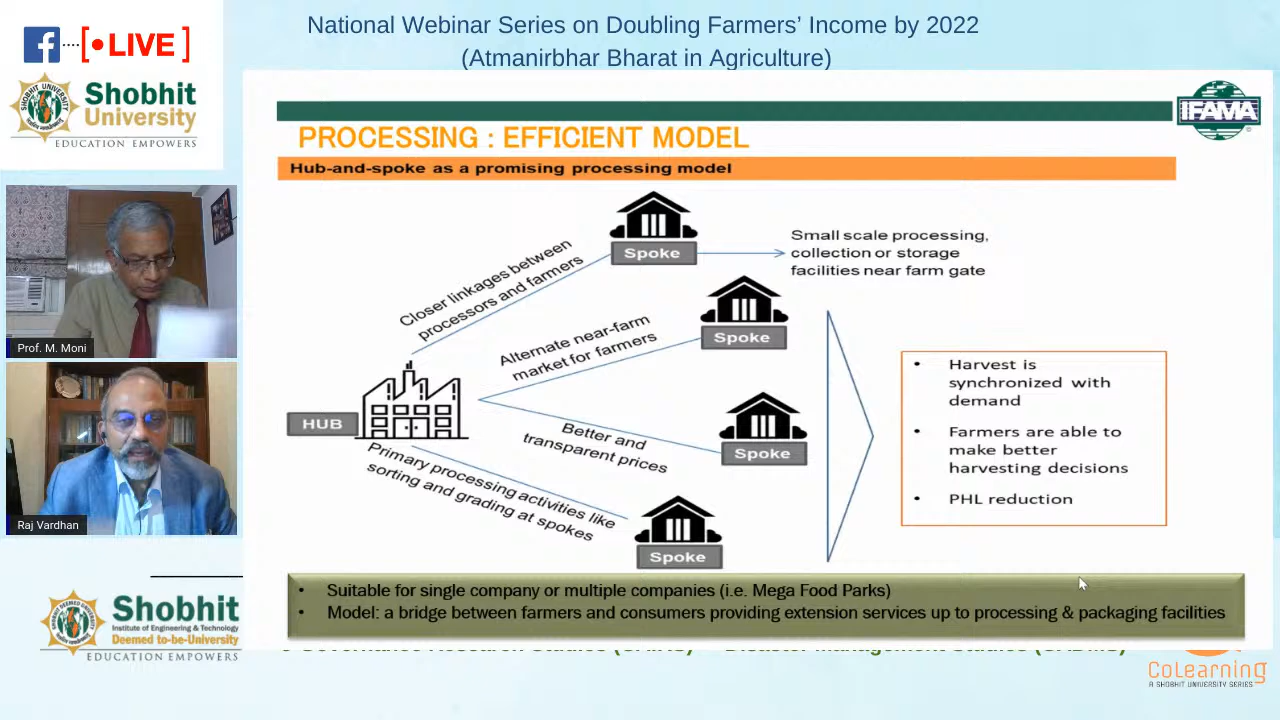 National Webinar Series on Doubling Farmers’ Income by 2022
(Atmanirbhar Bharat in Agriculture)
LIVE
Shobhit
University
EDUCATION EMPOWERS
IFAMA
PROCESSING : EFFICIENT MODEL
Hub-and-spoke as a promising processing model
Closer linkages between
processors and farmers
Spoke
Small scale processing,
collection or storage
facilities near farm gate
Alternate near-farm
market for farmers
Spoke
HUB
Better and
transparent prices
Spoke
Primary processing activities like
sorting and grading at spokes
Spoke
• Harvest is
synchronized with
demand
• Farmers are able to
make better
harvesting decisions
• PHL reduction
• Suitable for single company or multiple companies (i.e. Mega Food Parks)
• Model: a bridge between farmers and consumers providing extension services up to processing & packaging facilities
Prof. M. Moni
Raj Vardhan
Shobhit
Institute of Engineering & Technology
Deemed to-be-University
EDUCATION EMPOWERS
CoLearning
A SHOBHIT UNIVERSITY SERIES